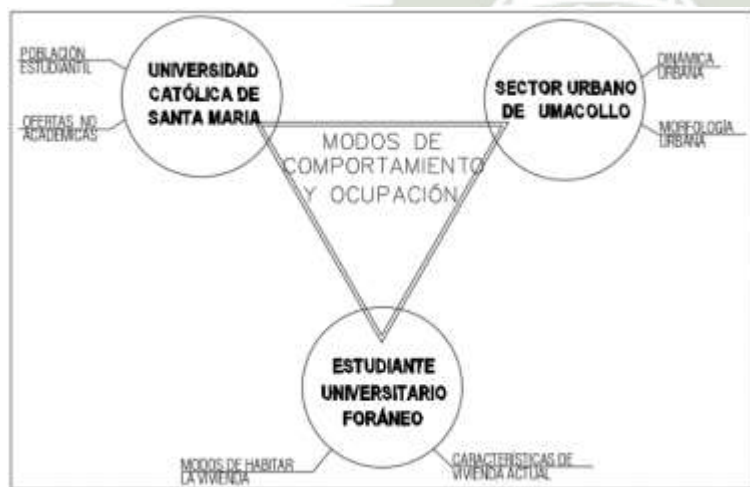 POBLACIÓN
ESTUDIANTIL
OFERTAS NO
ACADEMICAS
UNIVERSIDAD
CATÓLICA DE
SANTA MARIA
SECTOR URBANO
DE UMACOLLO
DINÁMICA
URBANA
MORFOLOGÍA
URBANA
MODOS DE
COMPORTAMIENTO
Y OCUPACIÓN
ESTUDIANTE
UNIVERSITARIO
FORÁNEO
MODOS DE HABITAR
LA VIVIENDA
CARACTERÍSTICAS DE
VIVIENDA ACTUAL